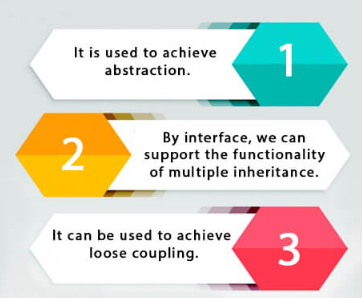 It is used to achieve
abstraction.
1
2
By interface, we can
support the functionality
of multiple inheritance.
It can be used to achieve
loose coupling.
3